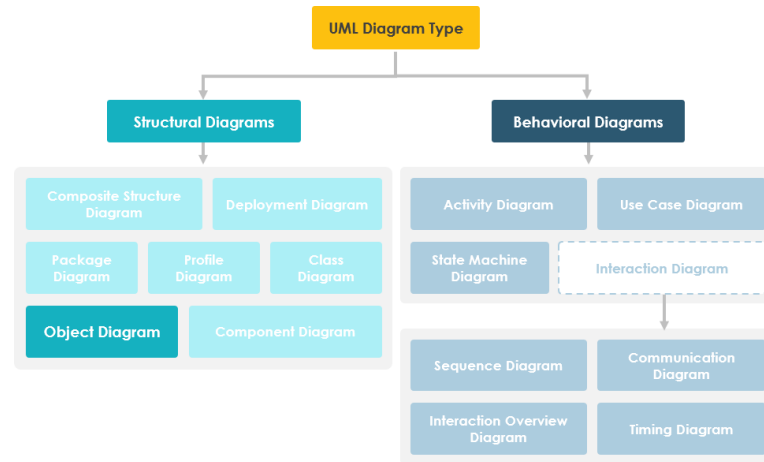 UML Diagram Type
Structural Diagrams
Behavioral Diagrams
Composite Structure
Diagram
Deployment Diagram
Package
Diagram
Profile
Diagram
Class
Diagram
Object Diagram
Component Diagram
Activity Diagram
Use Case Diagram
State Machine
Diagram
Interaction Diagram
Sequence Diagram
Communication
Diagram
Interaction Overview
Diagram
Timing Diagram